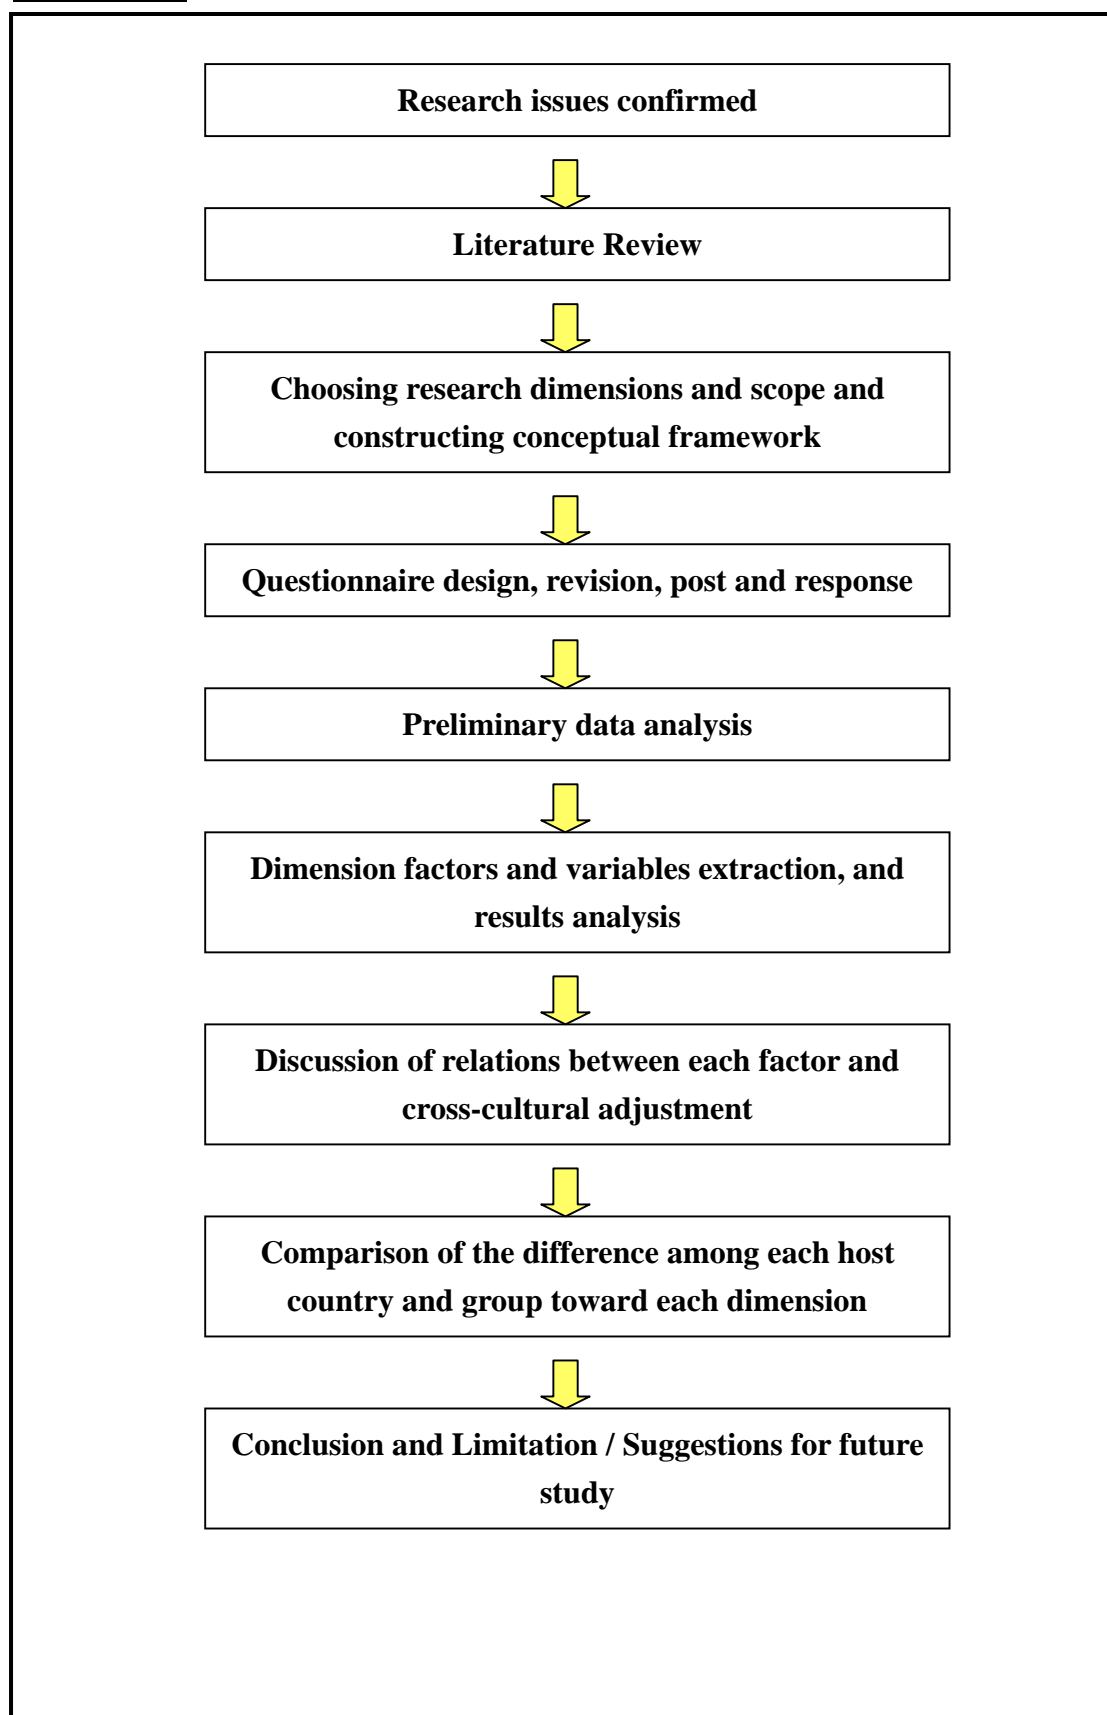 Research issues confirmed
Literature Review
Choosing research dimensions and scope and
constructing conceptual framework
Questionnaire design, revision, post and response
Preliminary data analysis
Dimension factors and variables extraction, and
results analysis
Discussion of relations between each factor and
cross-cultural adjustment
Comparison of the difference among each host
country and group toward each dimension
Conclusion and Limitation / Suggestions for future
study